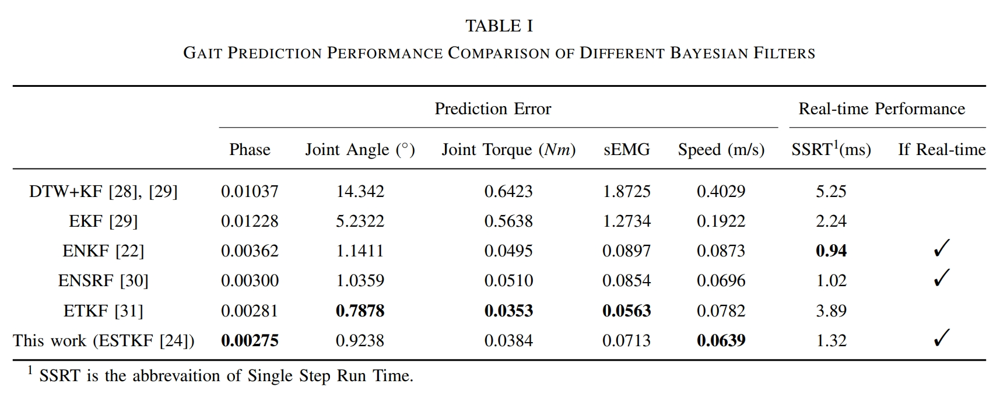 TABLE I
GAIT PREDICTION PERFORMANCE COMPARISON OF DIFFERENT BAYESIAN FILTERS
Prediction Error Real-time Performance
Phase Joint Angle (°) Joint Torque (Nm) sEMG Speed (m/s) SSRT¹(ms) If Real-time
DTW+KF [28], [29] 0.01037 14.342 0.6423 1.8725 0.4029 5.25
EKF [29] 0.01228 5.2322 0.5638 1.2734 0.1922 2.24
ENKF [22] 0.00362 1.1411 0.0495 0.0897 0.0873 0.94 ✓
ENSRF [30] 0.00300 1.0359 0.0510 0.0854 0.0696 1.02 ✓
ETKF [31] 0.00281 0.7878 0.0353 0.0563 0.0782 3.89
This work (ESTKF [24]) 0.00275 0.9238 0.0384 0.0713 0.0639 1.32 ✓
¹ SSRT is the abbrevaition of Single Step Run Time.